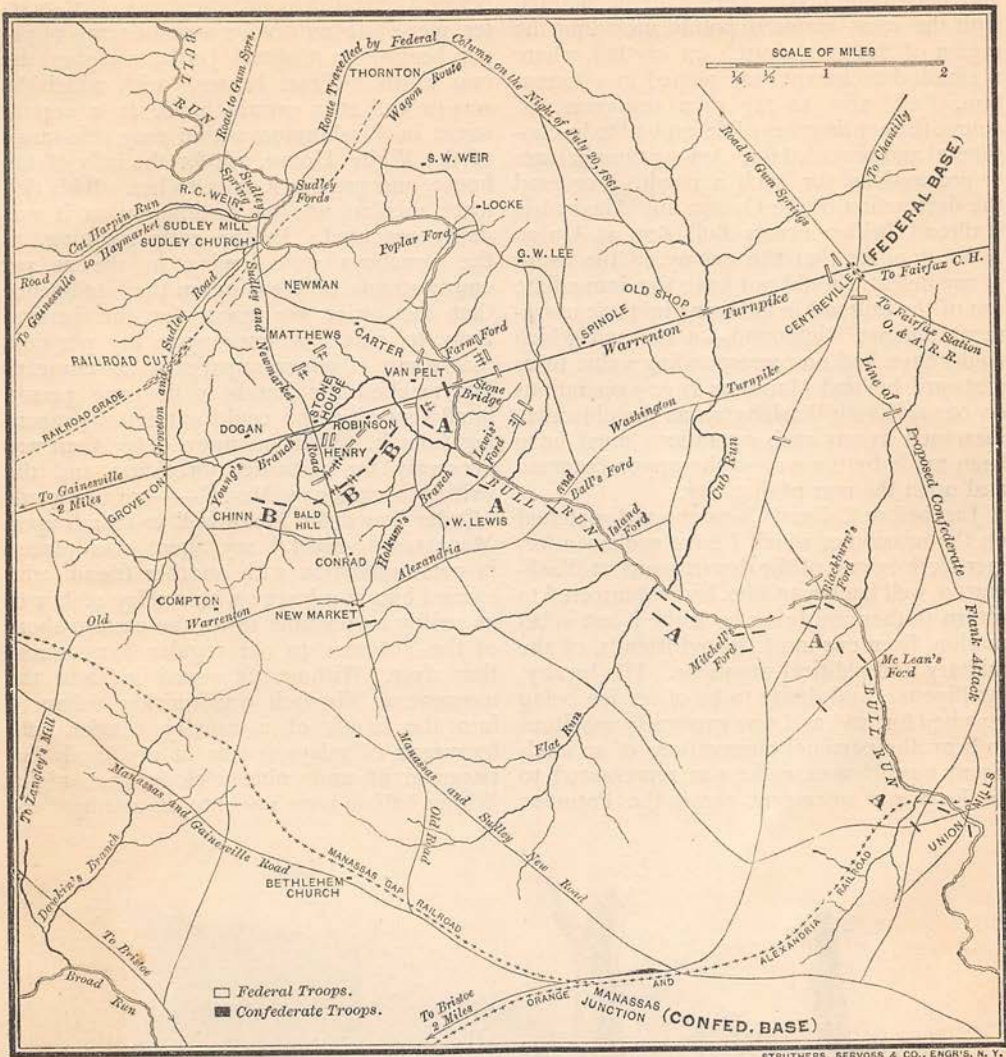 SCALE OF MILES
¼ ½ 1 2
BULL RUN
Road to Gum Spre.
Route Travelled by Federal Column on the Night of July 20, 1861
THORNTON
Wagon Route
Road to Gum Springs
To Chantilly
S.W. WEIR
Sudley Spring
Sudley Fords
R.C. WEIR
LOCKE
Cat Harpin Run
Road to Haymarket
SUDLEY MILL
SUDLEY CHURCH
Poplar Ford
G.W. LEE
CENTREVILLE (FEDERAL BASE)
To Fairfax C.H.
To Gainesville
Sudley and Newmarket Road
NEWMAN
OLD SHOP
SPINDLE
Warrenton Turnpike
To Fairfax Station
O. & A. R. R.
Groveton and Sudley Road
MATTHEWS
CARTER
Farm Ford
RAILROAD CUT
VAN PELT
Stone Bridge
Washington Turnpike
Line of Proposed Confederate Flank Attack
RAILROAD GRADE
STONE HOUSE
A
DOGAN
ROBINSON
Lewis' Ford
HENRY
B
Cub Run
To Gainesville
2 Miles
Young's Branch
and
Ball's Ford
GROVETON
B
BULL RUN
CHINN
B
BALD HILL
Holkum's Branch
A
W. LEWIS
Island Ford
CONRAD
Alexandria
Blackburn's Ford
COMPTON
Old Warrenton
NEW MARKET
A
Mitchell's Ford
A
Mc Lean's Ford
BULL RUN
Flat Run
To Langley's Mill
Manassas and Gainesville Road
Manassas and Sudley New Road
A
UNION MILLS
Old Road
Dawkin's Branch
MANASSAS GAP RAILROAD
BETHLEHEM CHURCH
ORANGE AND ALEXANDRIA RAILROAD
To Bristoe
Broad Run
Federal Troops.
Confederate Troops.
To Bristoe
2 Miles
MANASSAS JUNCTION (CONFED. BASE)
STRUTHERS, SERVOSS & CO., ENGR'S, N. Y.